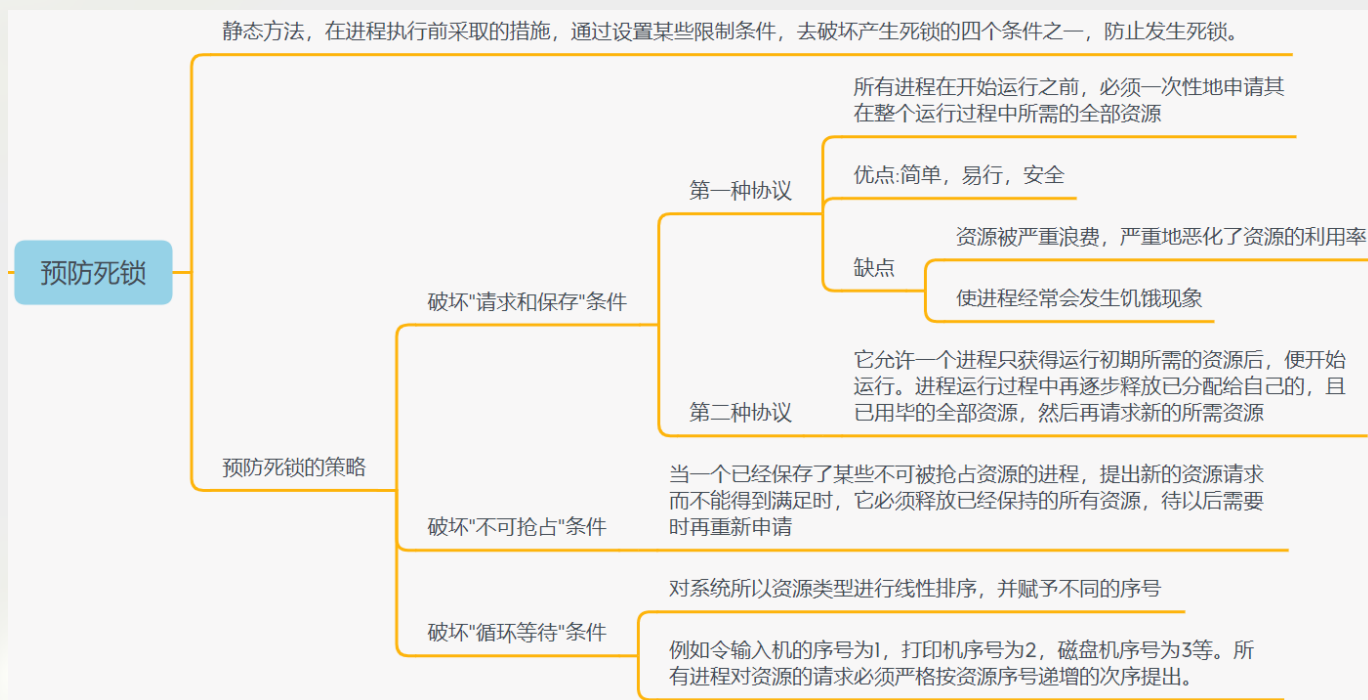 静态方法，在进程执行前采取的措施，通过设置某些限制条件，去破坏产生死锁的四个条件之一，防止发生死锁。
所有进程在开始运行之前，必须一次性地申请其
在整个运行过程中所需的全部资源
第一种协议
优点:简单，易行，安全
资源被严重浪费，严重地恶化了资源的利用率
缺点
使进程经常会发生饥饿现象
预防死锁
破坏"请求和保存"条件
它允许一个进程只获得运行初期所需的资源后，便开始
运行。进程运行过程中再逐步释放已分配给自己的，且
已用毕的全部资源，然后再请求新的所需资源
第二种协议
预防死锁的策略
当一个已经保存了某些不可被抢占资源的进程，提出新的资源请求
而不能得到满足时，它必须释放已经保持的所有资源，待以后需要
时再重新申请
破坏"不可抢占"条件
对系统所以资源类型进行线性排序，并赋予不同的序号
破坏"循环等待"条件
例如令输入机的序号为1，打印机序号为2，磁盘机序号为3等。所
有进程对资源的请求必须严格按资源序号递增的次序提出。